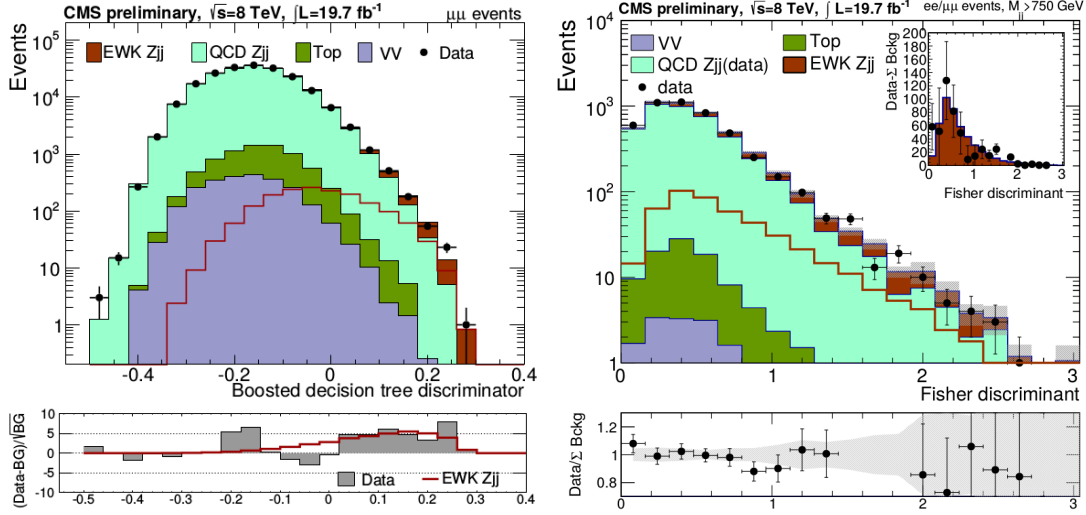 CMS preliminary, √s=8 TeV, ∫L=19.7 fb⁻¹
μμ events
Events
EWK Zjj
QCD Zjj
Top
VV
Data
10⁵
10⁴
10³
10²
10
1
-0.4
-0.2
0
0.2
0.4
Boosted decision tree discriminator
(Data-BG)/√BG
10
5
0
-5
-10
Data
EWK Zjj
-0.5
-0.4
-0.3
-0.2
-0.1
0
0.1
0.2
0.3
0.4
CMS preliminary, √s=8 TeV, ∫ L=19.7 fb⁻¹
ee/μμ events, M_jj >750 GeV
Events
VV
Top
QCD Zjj(data)
EWK Zjj
data
10³
10²
10
1
0
1
2
3
Fisher discriminant
Data-Σ Bckg
200
180
160
140
120
100
80
60
40
20
0
20
0
1
2
3
Fisher discriminant
Data/Σ Bckg
1.2
1.0
0.8
0
1
2
3